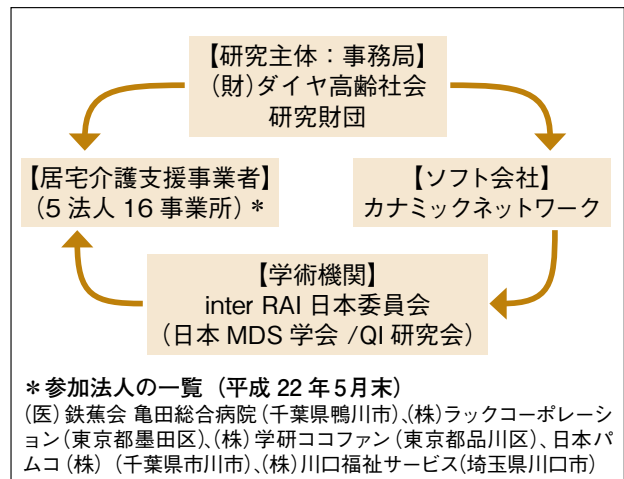 【研究主体：事務局】
(財)ダイヤ高齢社会
研究財団
【居宅介護支援事業者】
(5 法人 16 事業所)＊
【ソフト会社】
カナミックネットワーク
【学術機関】
inter RAI 日本委員会
(日本 MDS 学会 /QI 研究会)
＊参加法人の一覧（平成 22 年5月末）
(医) 鉄蕉会 亀田総合病院 (千葉県鴨川市)、(株)ラックコーポレーシ
ョン (東京都墨田区)、(株) 学研ココファン (東京都品川区) 、日本パ
ムコ (株) (千葉県市川市)、(株)川口福祉サービス(埼玉県川口市)